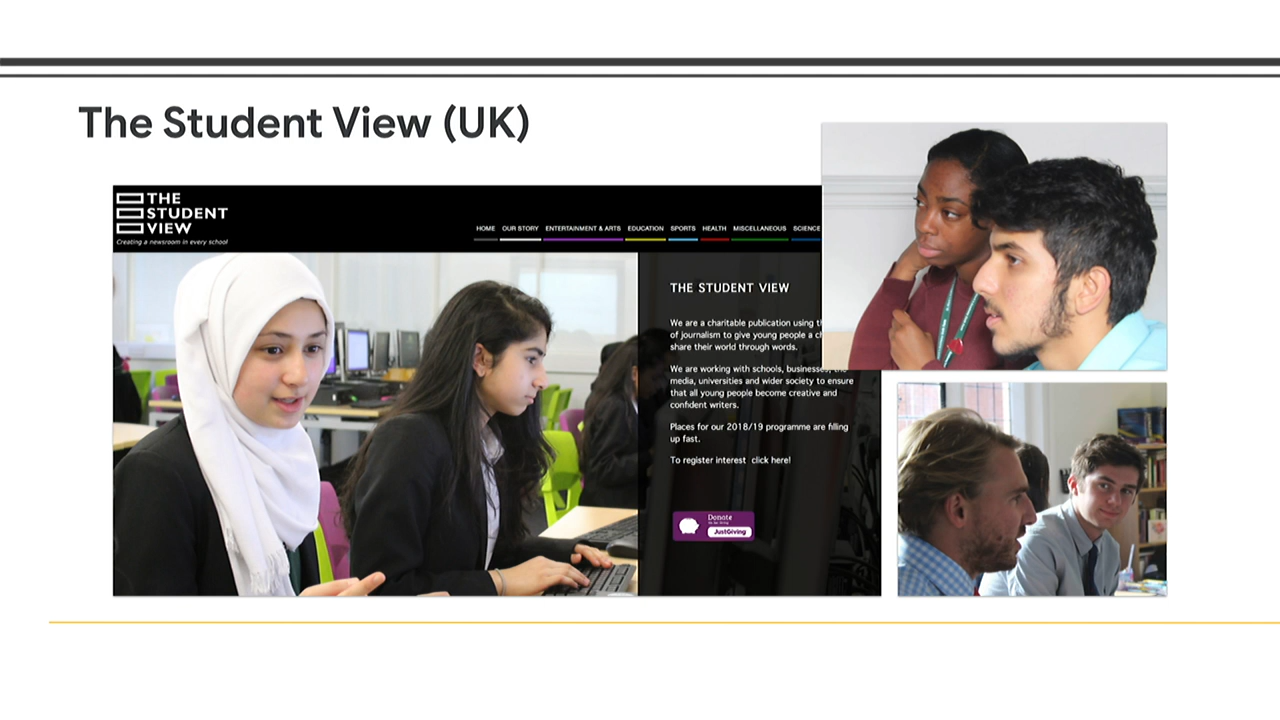 The Student View (UK)
THE
STUDENT
VIEW
Creating a newsroom in every school
HOME OUR STORY ENTERTAINMENT & ARTS EDUCATION SPORTS HEALTH MISCELLANEOUS SCIENCE
THE STUDENT VIEW
We are a charitable publication using
of journalism to give young people a
share their world through words.
We are working with schools, businesses,
media, universities and wider society to ensure
that all young people become creative and
confident writers.
Places for our 2018/19 programme are filling
up fast.
To register interest click here!
Donate
JustGiving